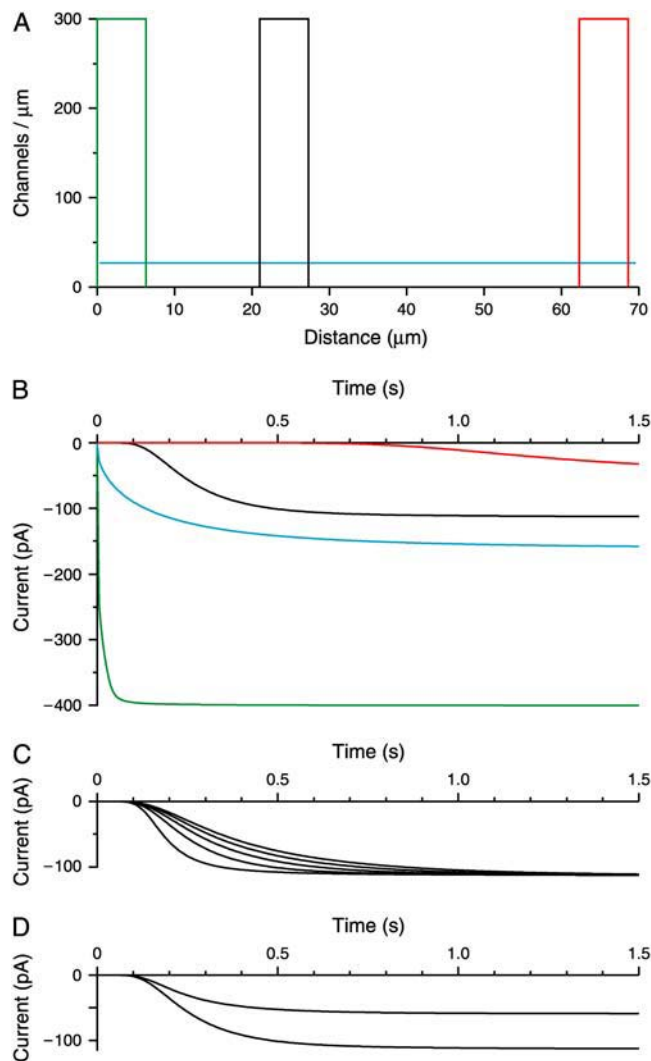 A
Channels / μm
300
200
100
0
0 10 20 30 40 50 60 70
Distance (μm)
B
Time (s)
0 0.5 1.0 1.5
Current (pA)
0
−100
−200
−300
−400
C
Time (s)
0 0.5 1.0 1.5
Current (pA)
0
−100
D
Time (s)
0 0.5 1.0 1.5
Current (pA)
0
−100